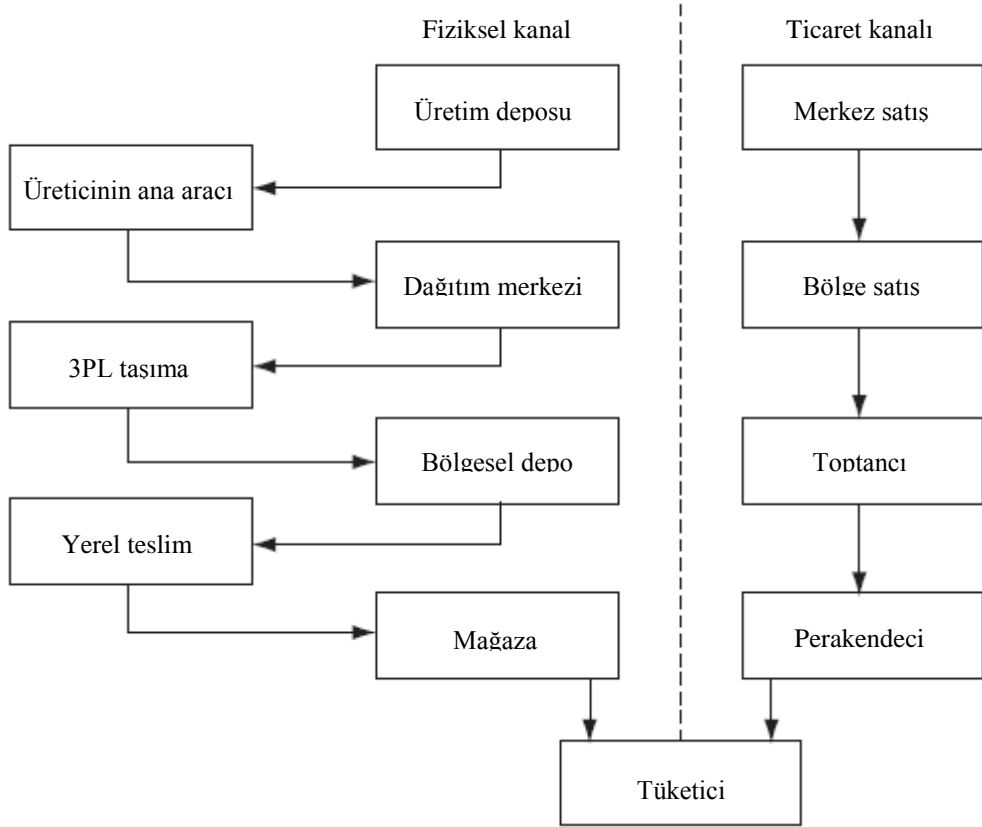 Fiziksel kanal
Ticaret kanalı
Üretim deposu
Merkez satış
Üreticinin ana aracı
Dağıtım merkezi
Bölge satış
3PL taşıma
Bölgesel depo
Toptancı
Yerel teslim
Mağaza
Perakendeci
Tüketici